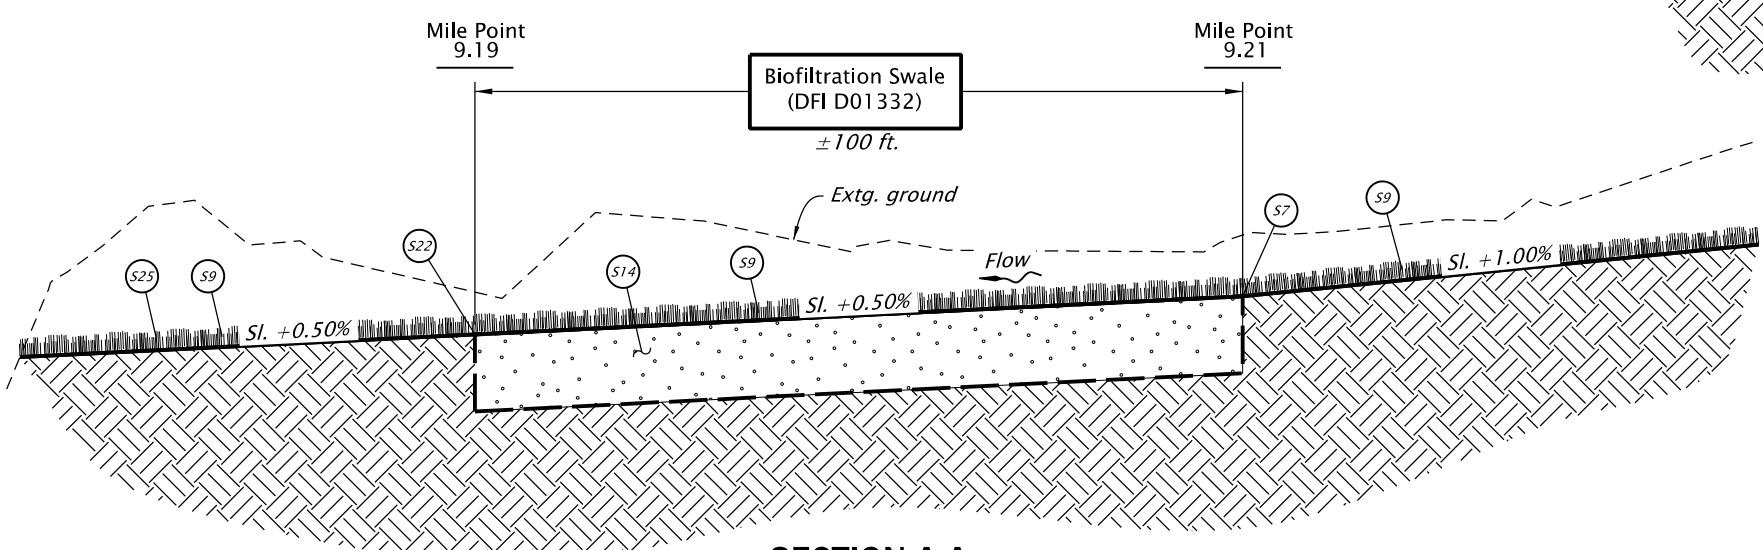 Mile Point
9.19
Mile Point
9.21
Biofiltration Swale
(DFI D01332)
±100 ft.
Extg. ground
S7
S9
S22
S25
S9
S14
S9
Flow
Sl. +1.00%
Sl. +0.50%
Sl. +0.50%